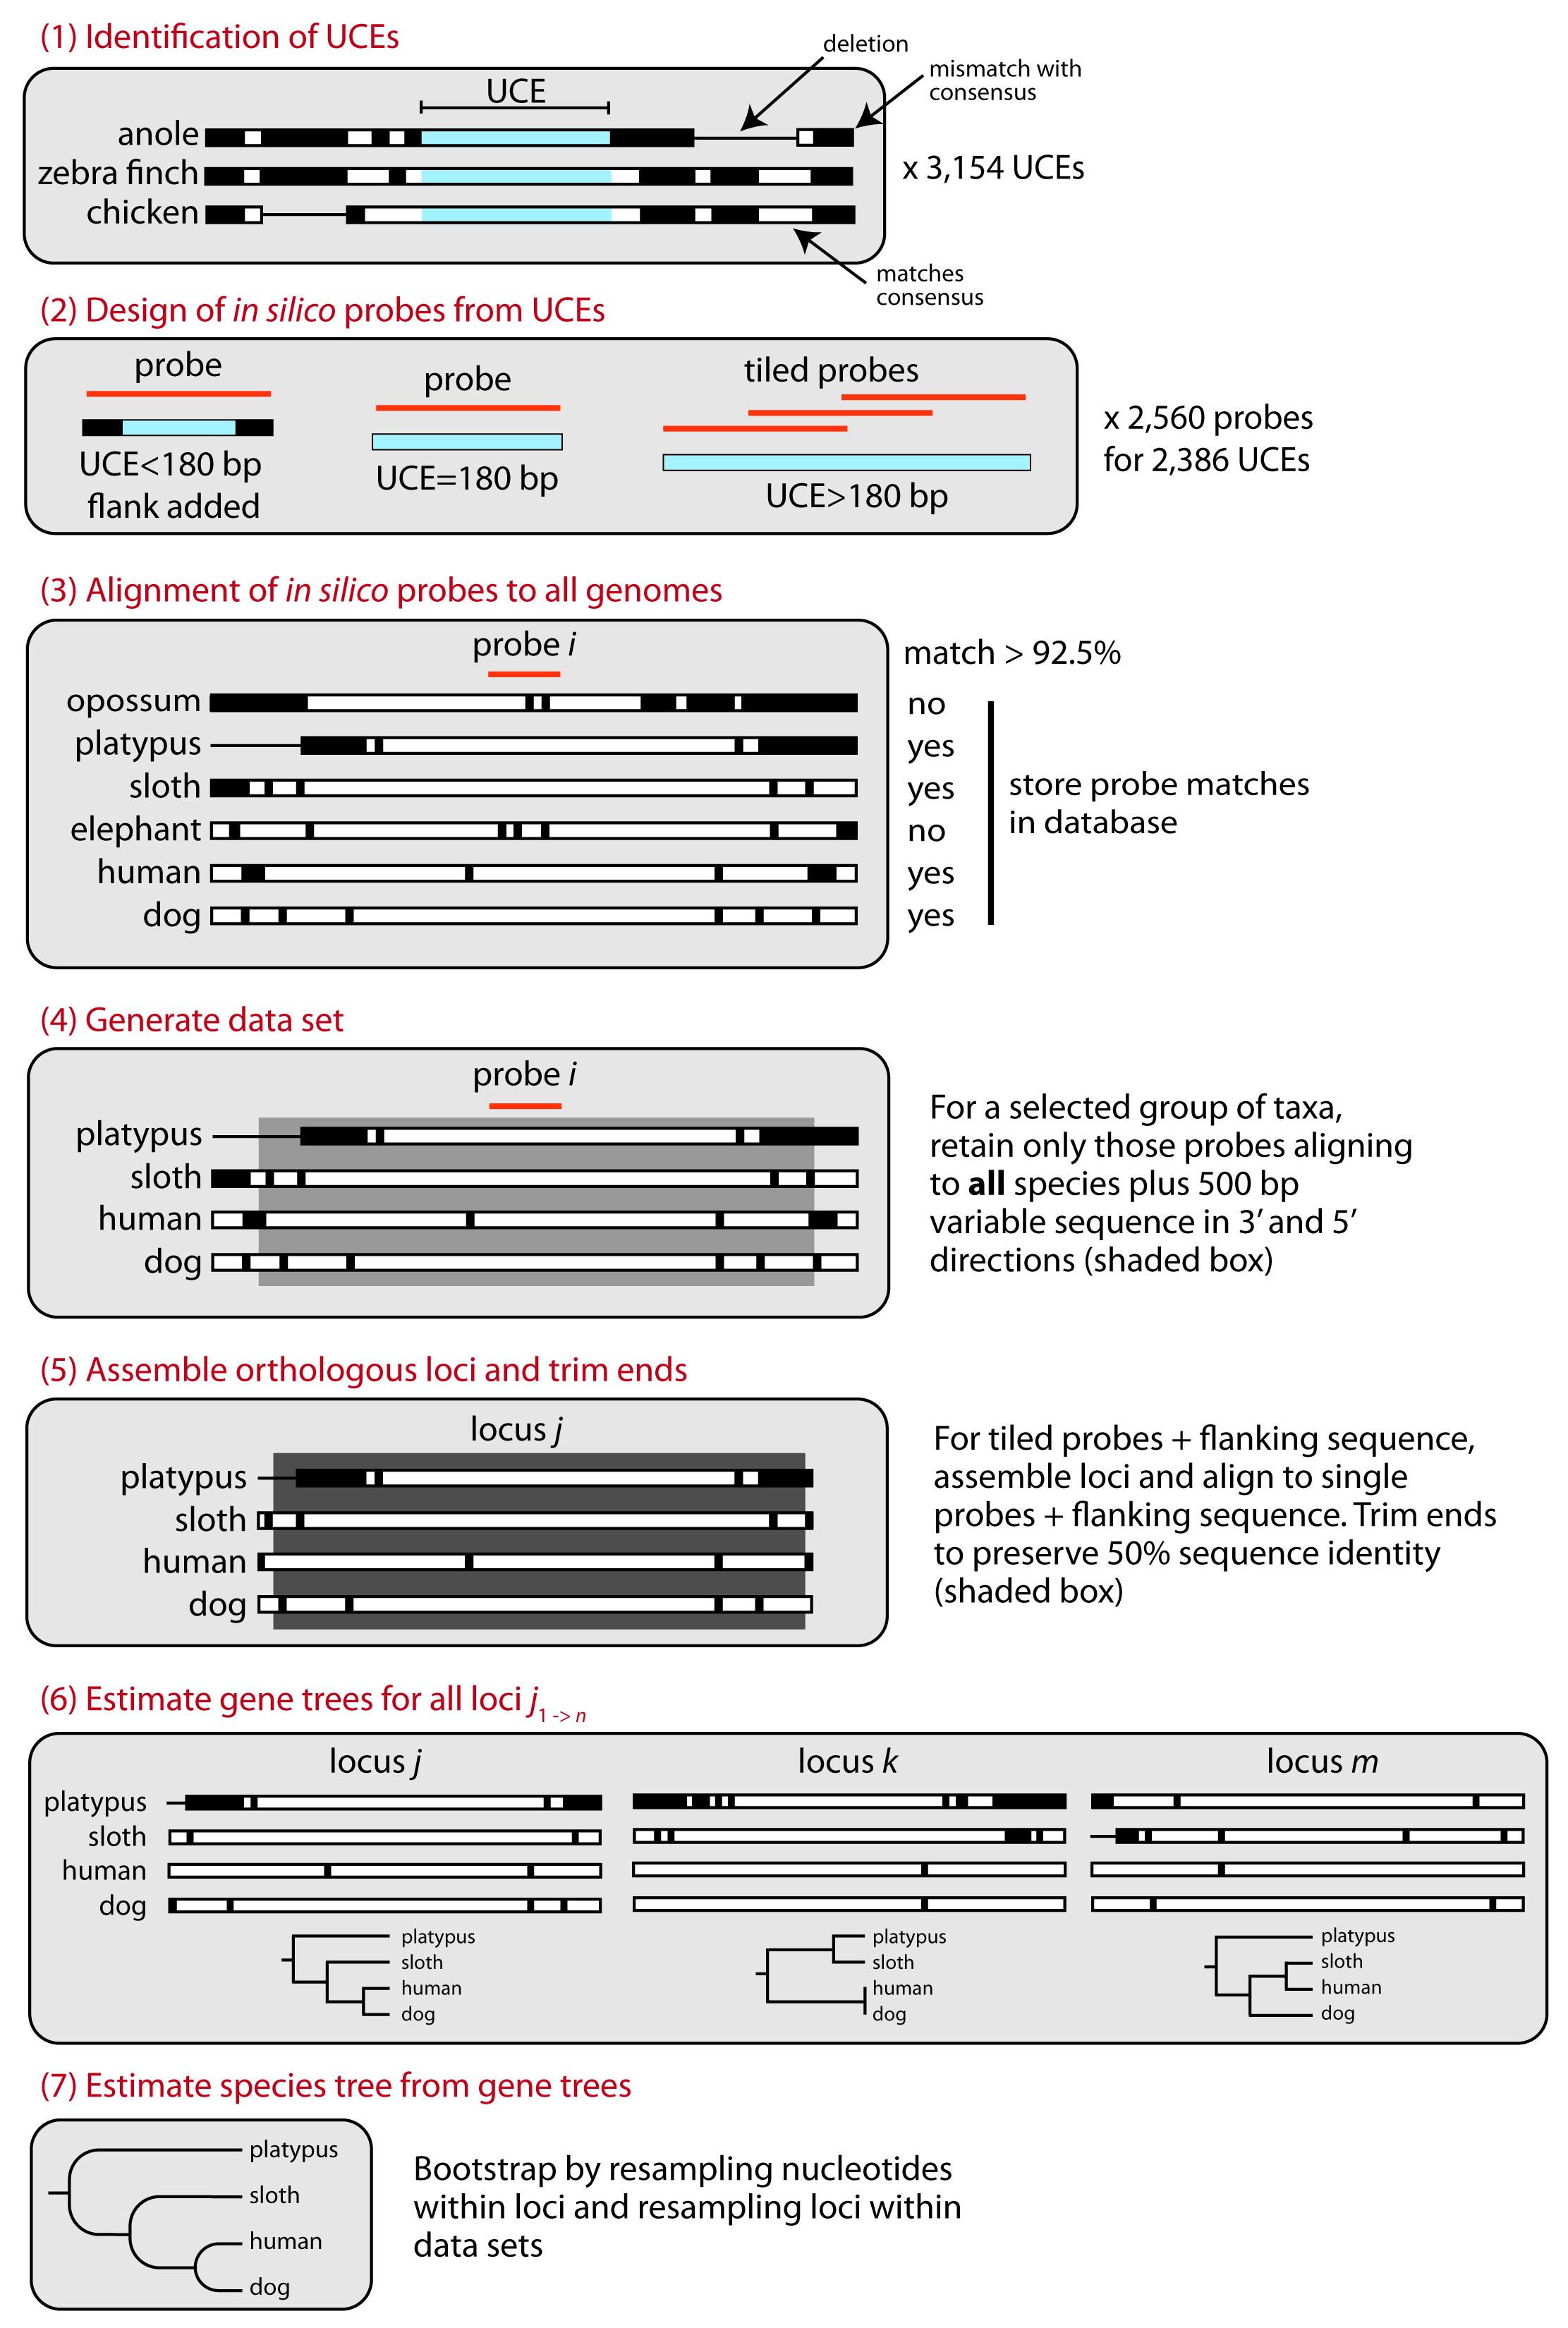 (1) Identification of UCEs
deletion
mismatch with
consensus
UCE
anole
zebra finch
chicken
x 3,154 UCEs
matches
consensus
(2) Design of in silico probes from UCEs
probe
UCE<180 bp
flank added
probe
UCE=180 bp
tiled probes
UCE>180 bp
x 2,560 probes
for 2,386 UCEs
(3) Alignment of in silico probes to all genomes
probe i
match > 92.5%
opossum no
platypus yes
sloth yes
elephant no
human yes
dog yes
store probe matches
in database
(4) Generate data set
probe i
platypus
sloth
human
dog
For a selected group of taxa,
retain only those probes aligning
to all species plus 500 bp
variable sequence in 3’ and 5’
directions (shaded box)
(5) Assemble orthologous loci and trim ends
locus j
platypus
sloth
human
dog
For tiled probes + flanking sequence,
assemble loci and align to single
probes + flanking sequence. Trim ends
to preserve 50% sequence identity
(shaded box)
(6) Estimate gene trees for all loci j1 -> n
locus j
locus k
locus m
platypus
sloth
human
dog
platypus
sloth
human
dog
platypus
sloth
human
dog
platypus
sloth
human
dog
(7) Estimate species tree from gene trees
platypus
sloth
human
dog
Bootstrap by resampling nucleotides
within loci and resampling loci within
data sets